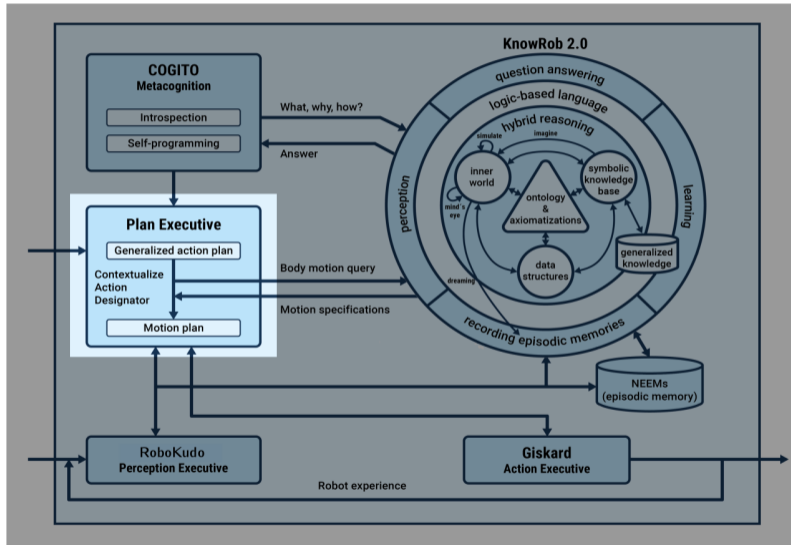 KnowRob 2.0
COGITO
Metacognition
Introspection
Self-programming
What, why, how?
Answer
question answering
logic-based language
hybrid reasoning
simulate
imagine
inner
world
symbolic
knowledge
base
mind's
eye
ontology
&
axiomatizations
perception
learning
generalized
knowledge
data
structures
dreaming
recording episodic memories
Plan Executive
Generalized action plan
Contextualize
Action
Designator
Motion plan
Body motion query
Motion specifications
NEEMs
(episodic memory)
RoboKudo
Perception Executive
Giskard
Action Executive
Robot experience